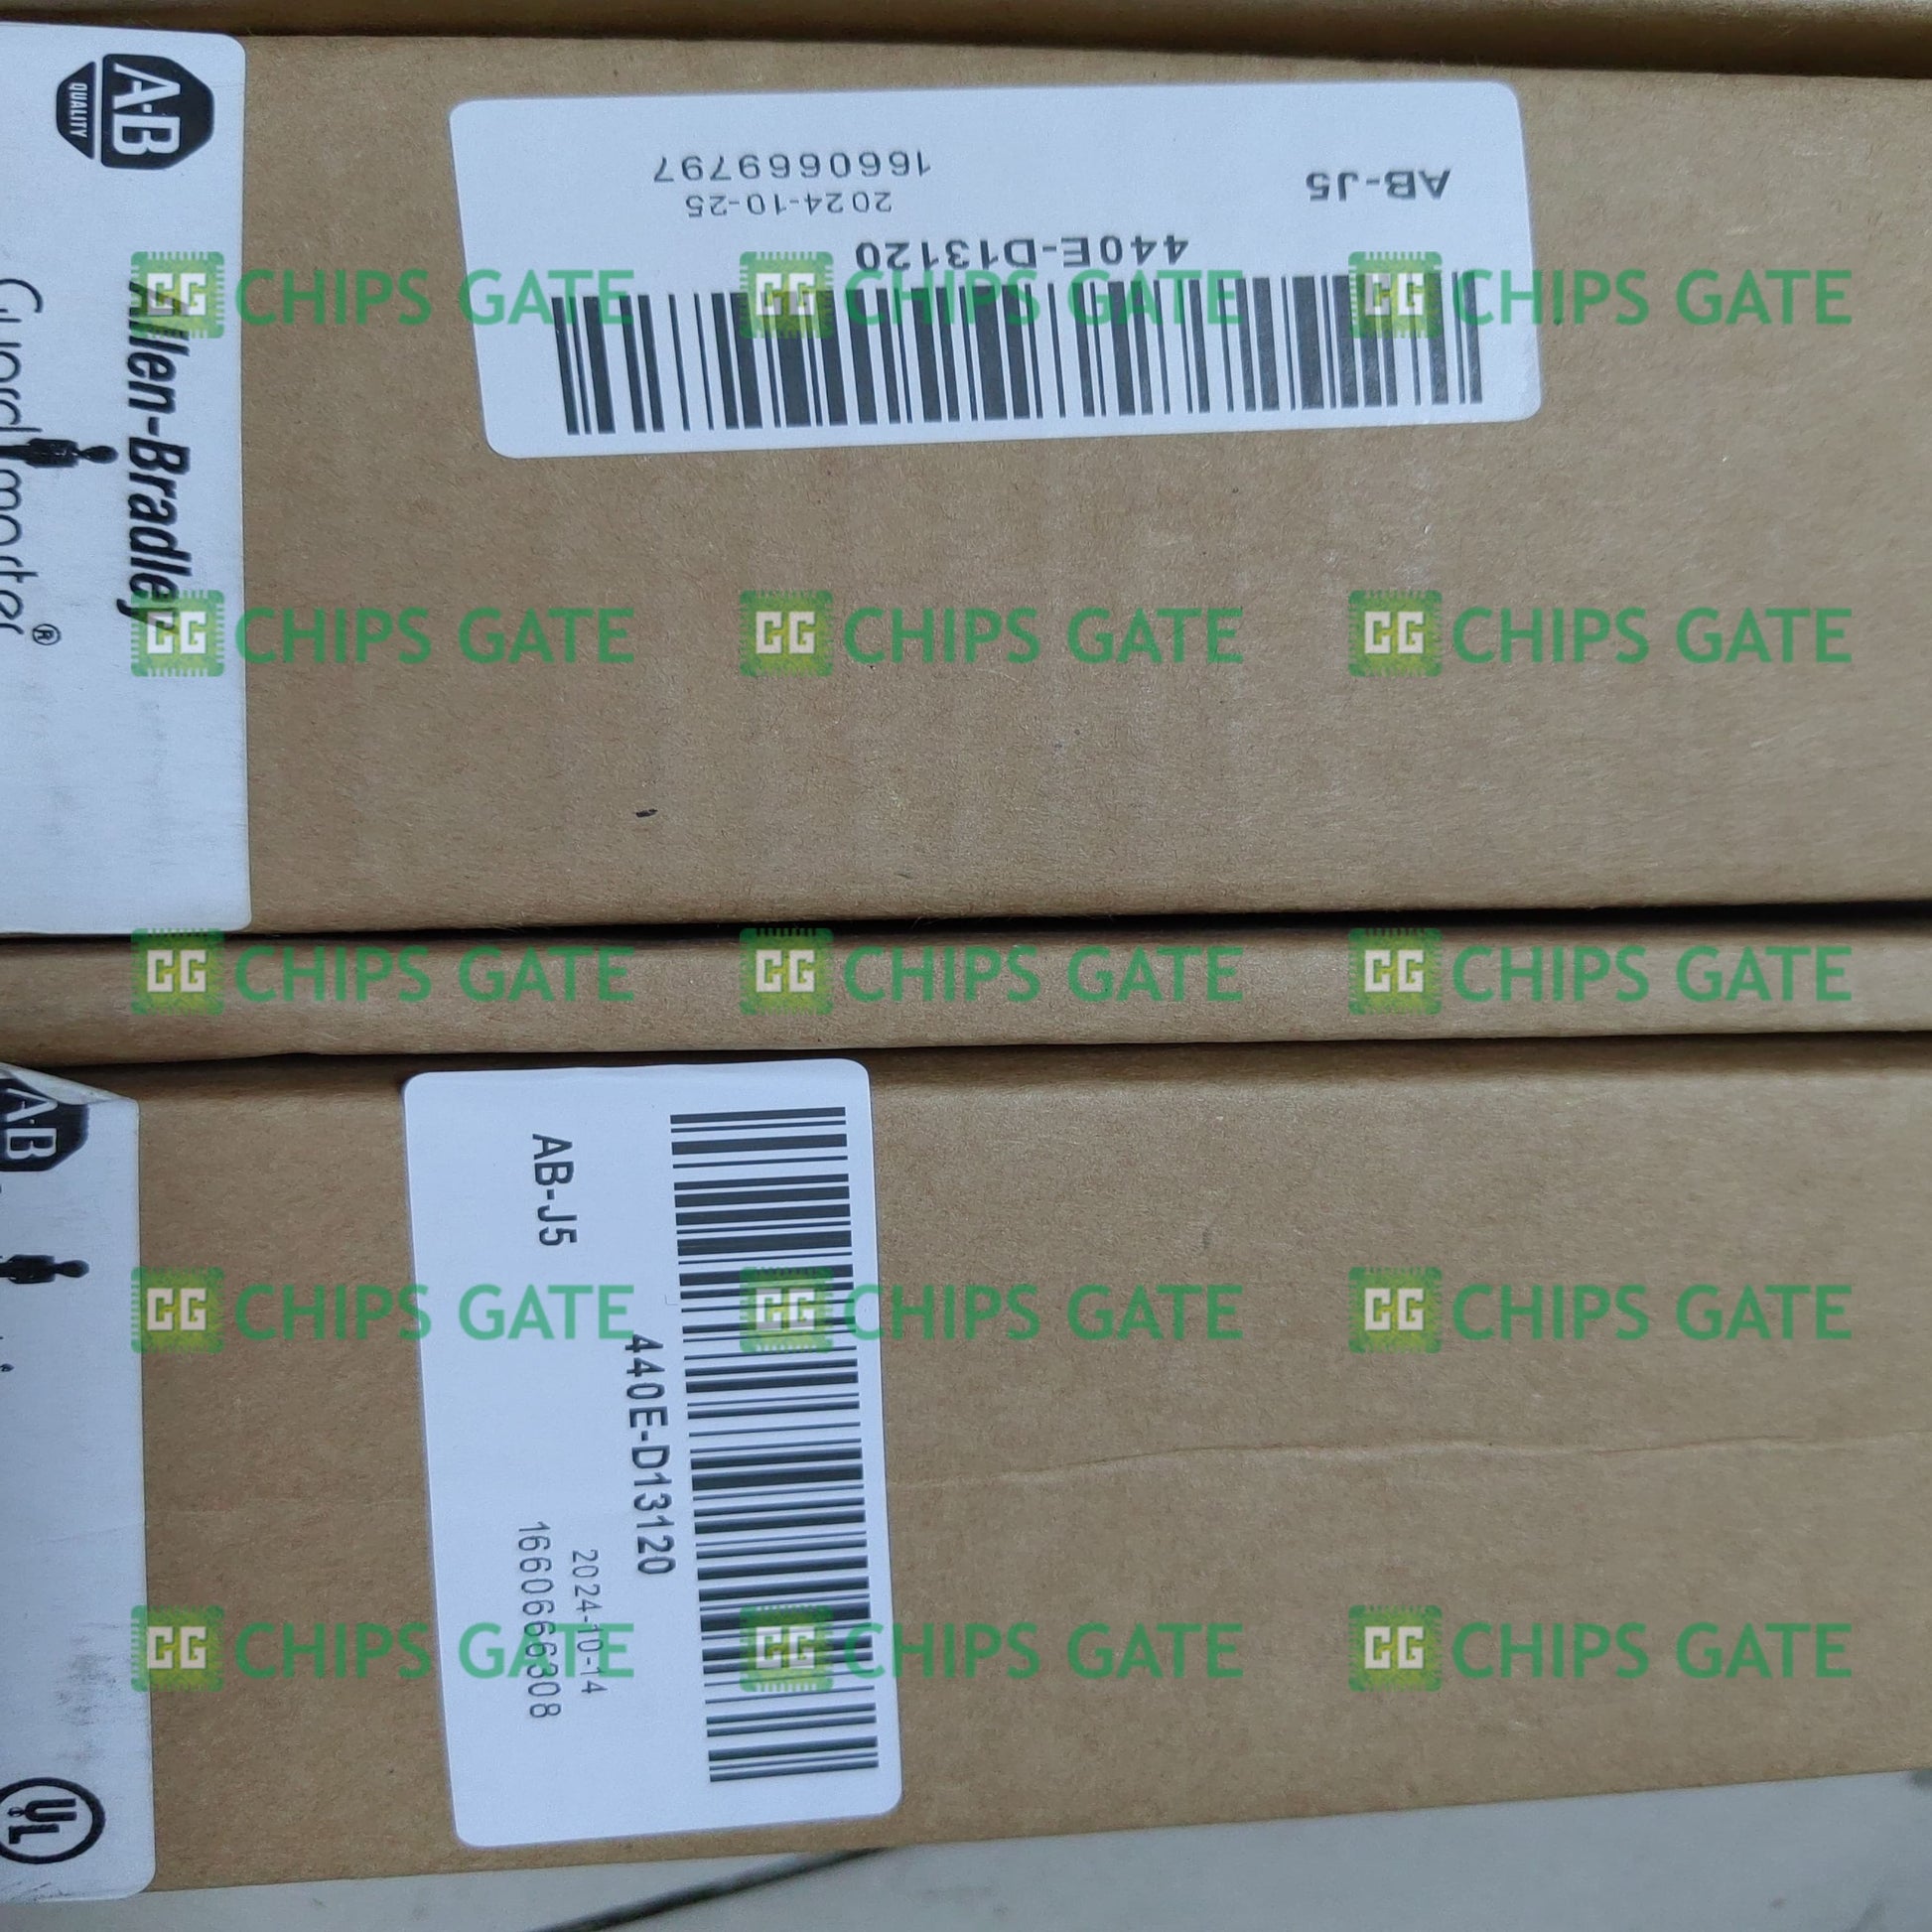 A-B
QUALITY
Allen-Bradley
Guardmaster®
AB-J5
1660669797
2024-10-25
440E-D13120
CHIPS GATE CHIPS GATE CHIPS GATE
CHIPS GATE CHIPS GATE CHIPS GATE
CHIPS GATE CHIPS GATE CHIPS GATE
AB
AB-J5
440E-D13120
2024-10-14
1660666308
CHIPS GATE CHIPS GATE CHIPS GATE
CHIPS GATE CHIPS GATE CHIPS GATE
UL